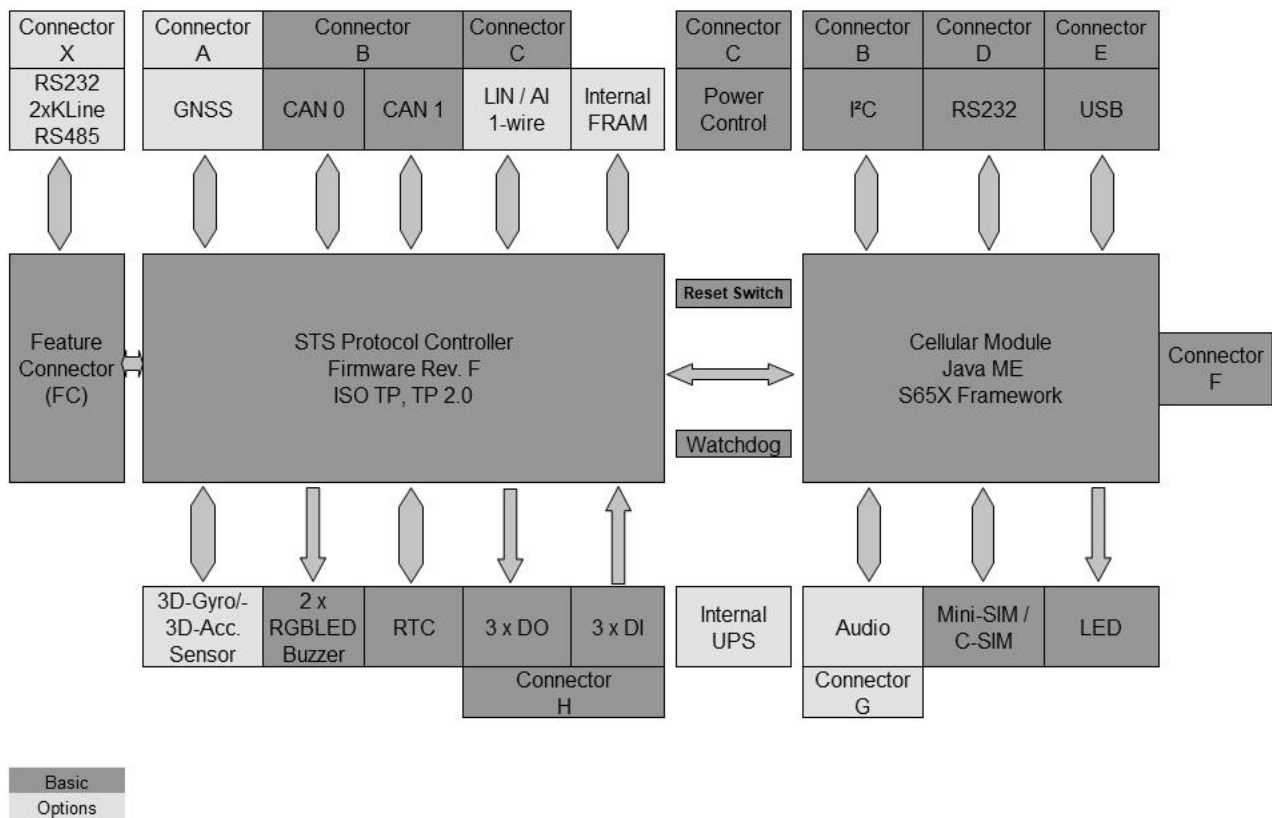 Connector
X
Connector
A
Connector
B
Connector
C
Connector
C
Connector
B
Connector
D
Connector
E
RS232
2xKLine
RS485
GNSS
CAN 0
CAN 1
LIN / AI
1-wire
Internal
FRAM
Power
Control
I²C
RS232
USB
Feature
Connector
(FC)
STS Protocol Controller
Firmware Rev. F
ISO TP, TP 2.0
Reset Switch
Watchdog
Cellular Module
Java ME
S65X Framework
Connector
F
3D-Gyro/-
3D-Acc.
Sensor
2 x
RGBLED
Buzzer
RTC
3 x DO
3 x DI
Connector
H
Internal
UPS
Audio
Connector
G
Mini-SIM /
C-SIM
LED
Basic
Options